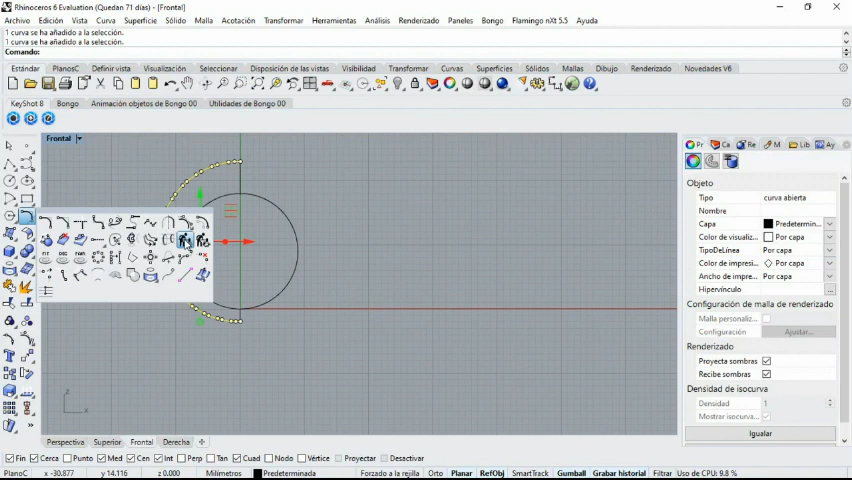 Rhinoceros 6 Evaluation (Quedan 71 días) - [Frontal]
Archivo Edición Vista Curva Superficie Sólido Malla Acotación Transformar Herramientas Análisis Renderizado Paneles Bongo Flamingo nXt 5.5 Ayuda
1 curva se ha añadido a la selección.
1 curva se ha añadido a la selección.
Comando:
Estándar PlanosC Definir vista Visualización Seleccionar Disposición de las vistas Visibilidad Transformar Curvas Superficies Sólidos Mallas Dibujo Renderizado Novedades V6
KeyShot 8 Bongo Animación objetos de Bongo 00 Utilidades de Bongo 00
Frontal
Pr Ca Re M Lib Ay
Objeto
Tipo curva abierta
Nombre
Capa Predetermin...
Color de visualiz... Por capa
TipoDeLínea Por capa
Color de impresi... Por capa
Ancho de impre... Por capa
Hipervínculo ...
Configuración de malla de renderizado
Malla personaliz...
Configuración Ajustar...
Renderizado
Proyecta sombras
Recibe sombras
Densidad de isocurva
Densidad 1
Mostrar isocurva...
Igualar
z
x
Perspectiva Superior Frontal Derecha
Fin Cerca Punto Med Cen Int Perp Tan Cuad Nodo Vértice Proyectar Desactivar
PlanoC x -30.877 y 14.116 z 0.000 Milímetros Predeterminada Forzado a la rejilla Orto Planar RefObj SmartTrack Gumball Grabar historial Filtrar Uso de CPU: 9.8 %